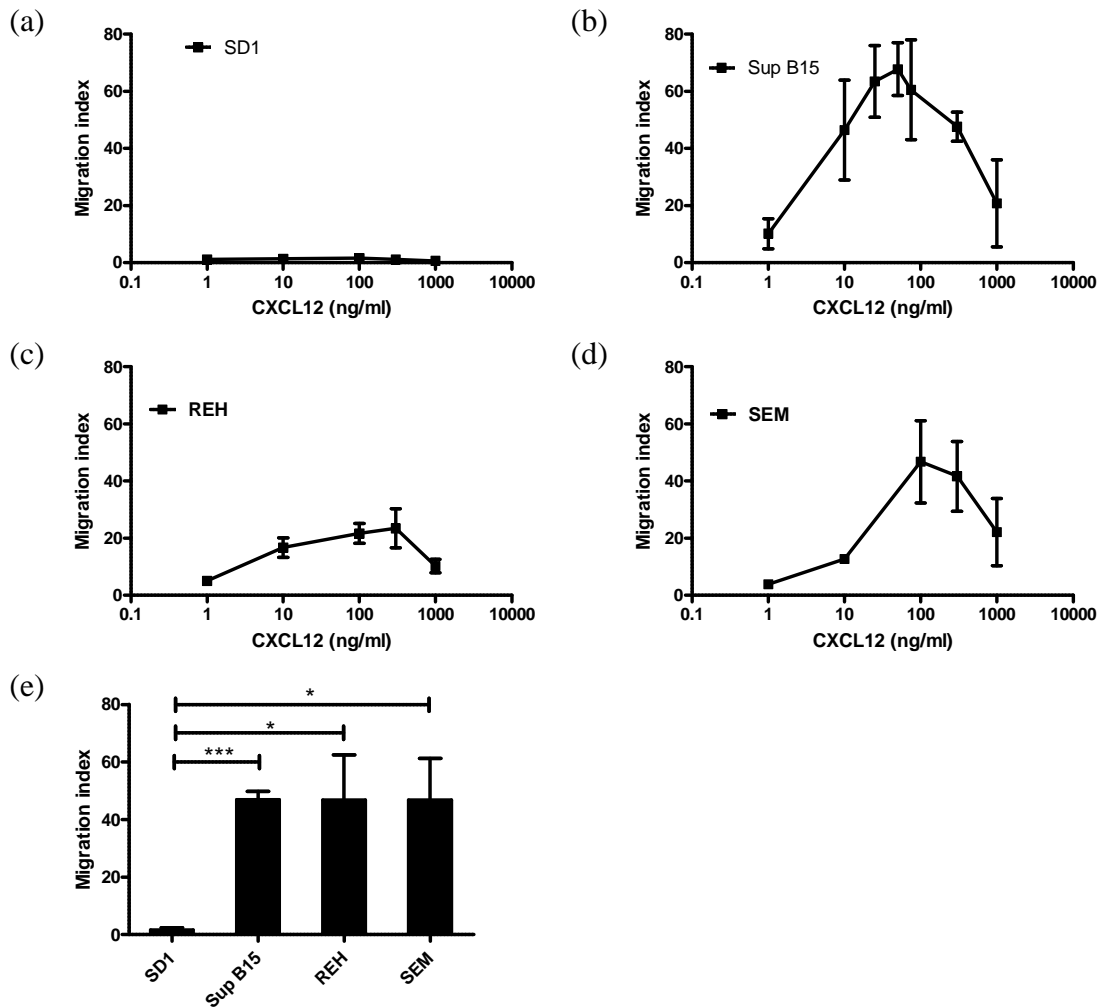 (a)
SD1
Migration index
80
60
40
20
0
0.1 1 10 100 1000 10000
CXCL12 (ng/ml)
(b)
Sup B15
Migration index
80
60
40
20
0
0.1 1 10 100 1000 10000
CXCL12 (ng/ml)
(c)
REH
Migration index
80
60
40
20
0
0.1 1 10 100 1000 10000
CXCL12 (ng/ml)
(d)
SEM
Migration index
80
60
40
20
0
0.1 1 10 100 1000 10000
CXCL12 (ng/ml)
(e)
Migration index
80
60
40
20
0
*
*
***
SD1 Sup B15 REH SEM